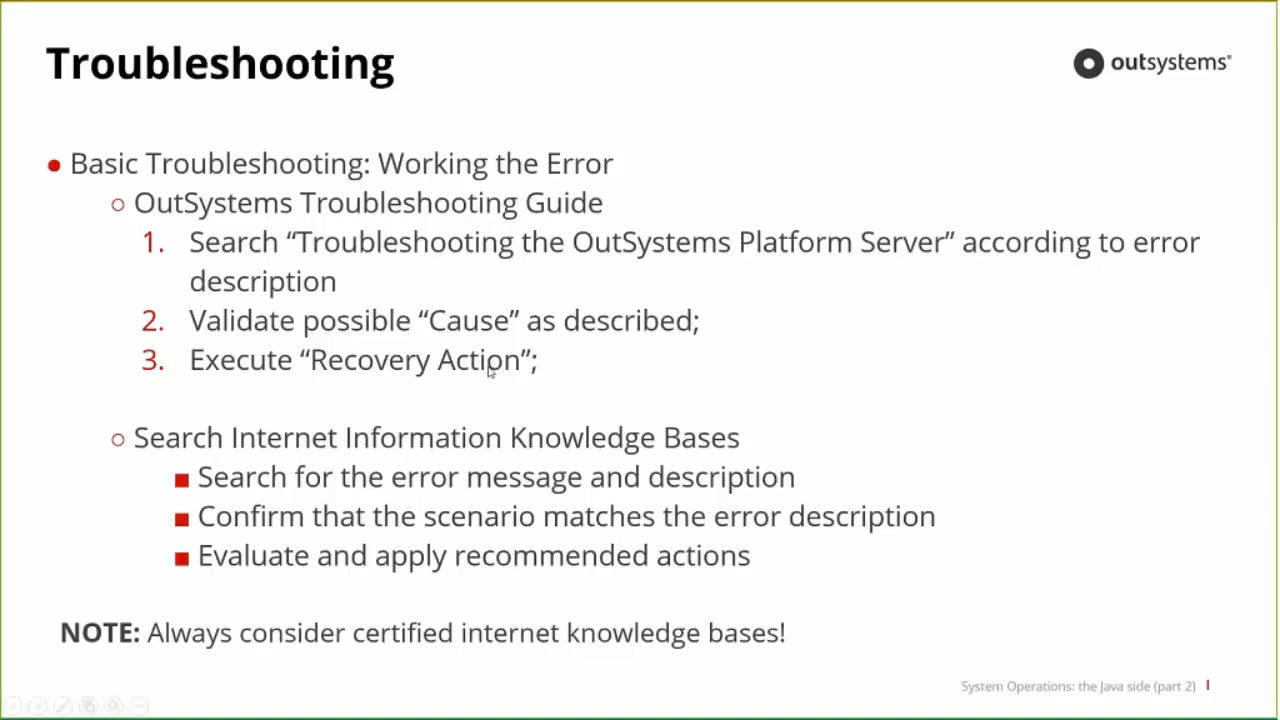 Troubleshooting
outsystems®
● Basic Troubleshooting: Working the Error
○ OutSystems Troubleshooting Guide
1. Search “Troubleshooting the OutSystems Platform Server” according to error
description
2. Validate possible “Cause” as described;
3. Execute “Recovery Action”;
○ Search Internet Information Knowledge Bases
■ Search for the error message and description
■ Confirm that the scenario matches the error description
■ Evaluate and apply recommended actions
NOTE: Always consider certified internet knowledge bases!
System Operations: the Java side (part 2) I